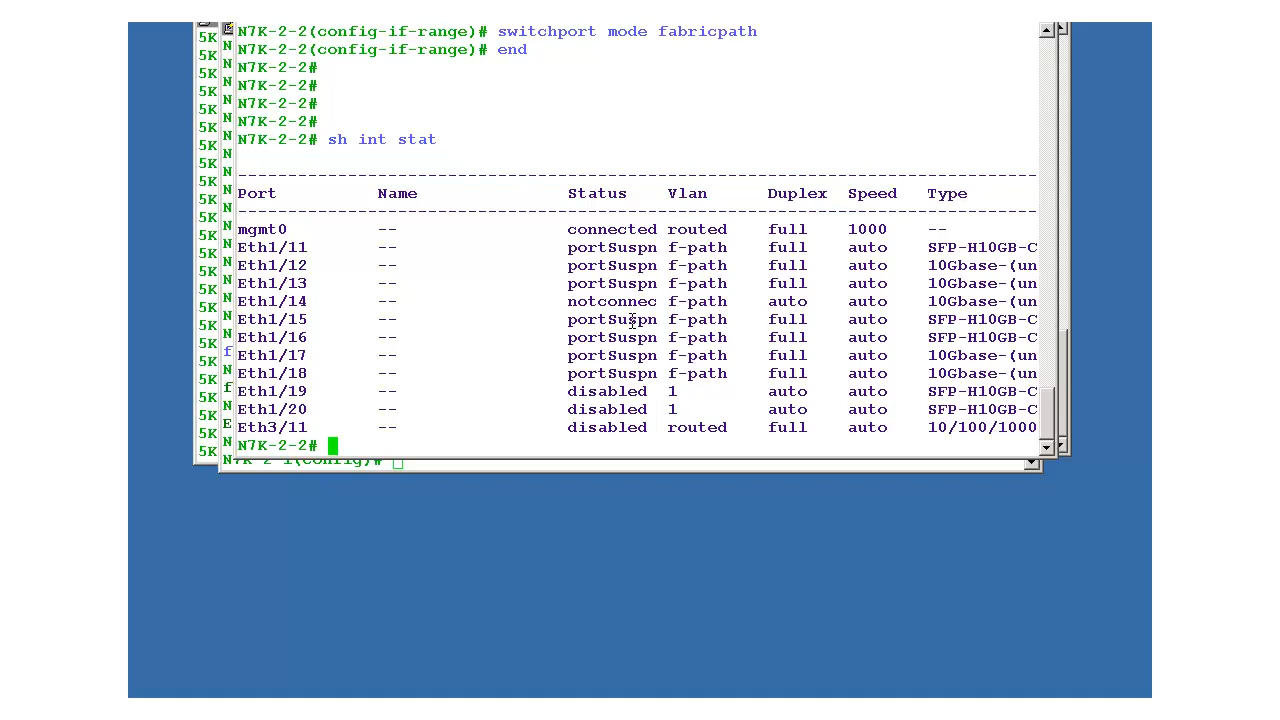 N7K-2-2(config-if-range)# switchport mode fabricpath
N7K-2-2(config-if-range)# end
N7K-2-2#
N7K-2-2#
N7K-2-2#
N7K-2-2#
N7K-2-2# sh int stat
--------------------------------------------------------------------------------
Port Name Status Vlan Duplex Speed Type
--------------------------------------------------------------------------------
mgmt0 -- connected routed full 1000 --
Eth1/11 -- portSuspn f-path full auto SFP-H10GB-C
Eth1/12 -- portSuspn f-path full auto 10Gbase-(un
Eth1/13 -- portSuspn f-path full auto 10Gbase-(un
Eth1/14 -- notconnec f-path auto auto 10Gbase-(un
Eth1/15 -- portSuspn f-path full auto SFP-H10GB-C
Eth1/16 -- portSuspn f-path full auto SFP-H10GB-C
Eth1/17 -- portSuspn f-path full auto 10Gbase-(un
Eth1/18 -- portSuspn f-path full auto 10Gbase-(un
Eth1/19 -- disabled 1 auto auto SFP-H10GB-C
Eth1/20 -- disabled 1 auto auto SFP-H10GB-C
Eth3/11 -- disabled routed full auto 10/100/1000
N7K-2-2#
N7K-2-1(config)#